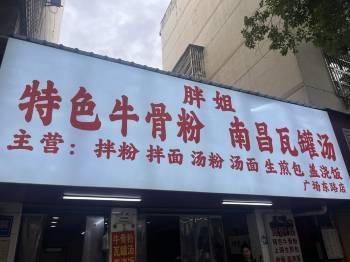 胖姐
特色牛骨粉 南昌瓦罐汤
主营：拌粉 拌面 汤粉 汤面 生煎包 盖浇饭
广场东路店